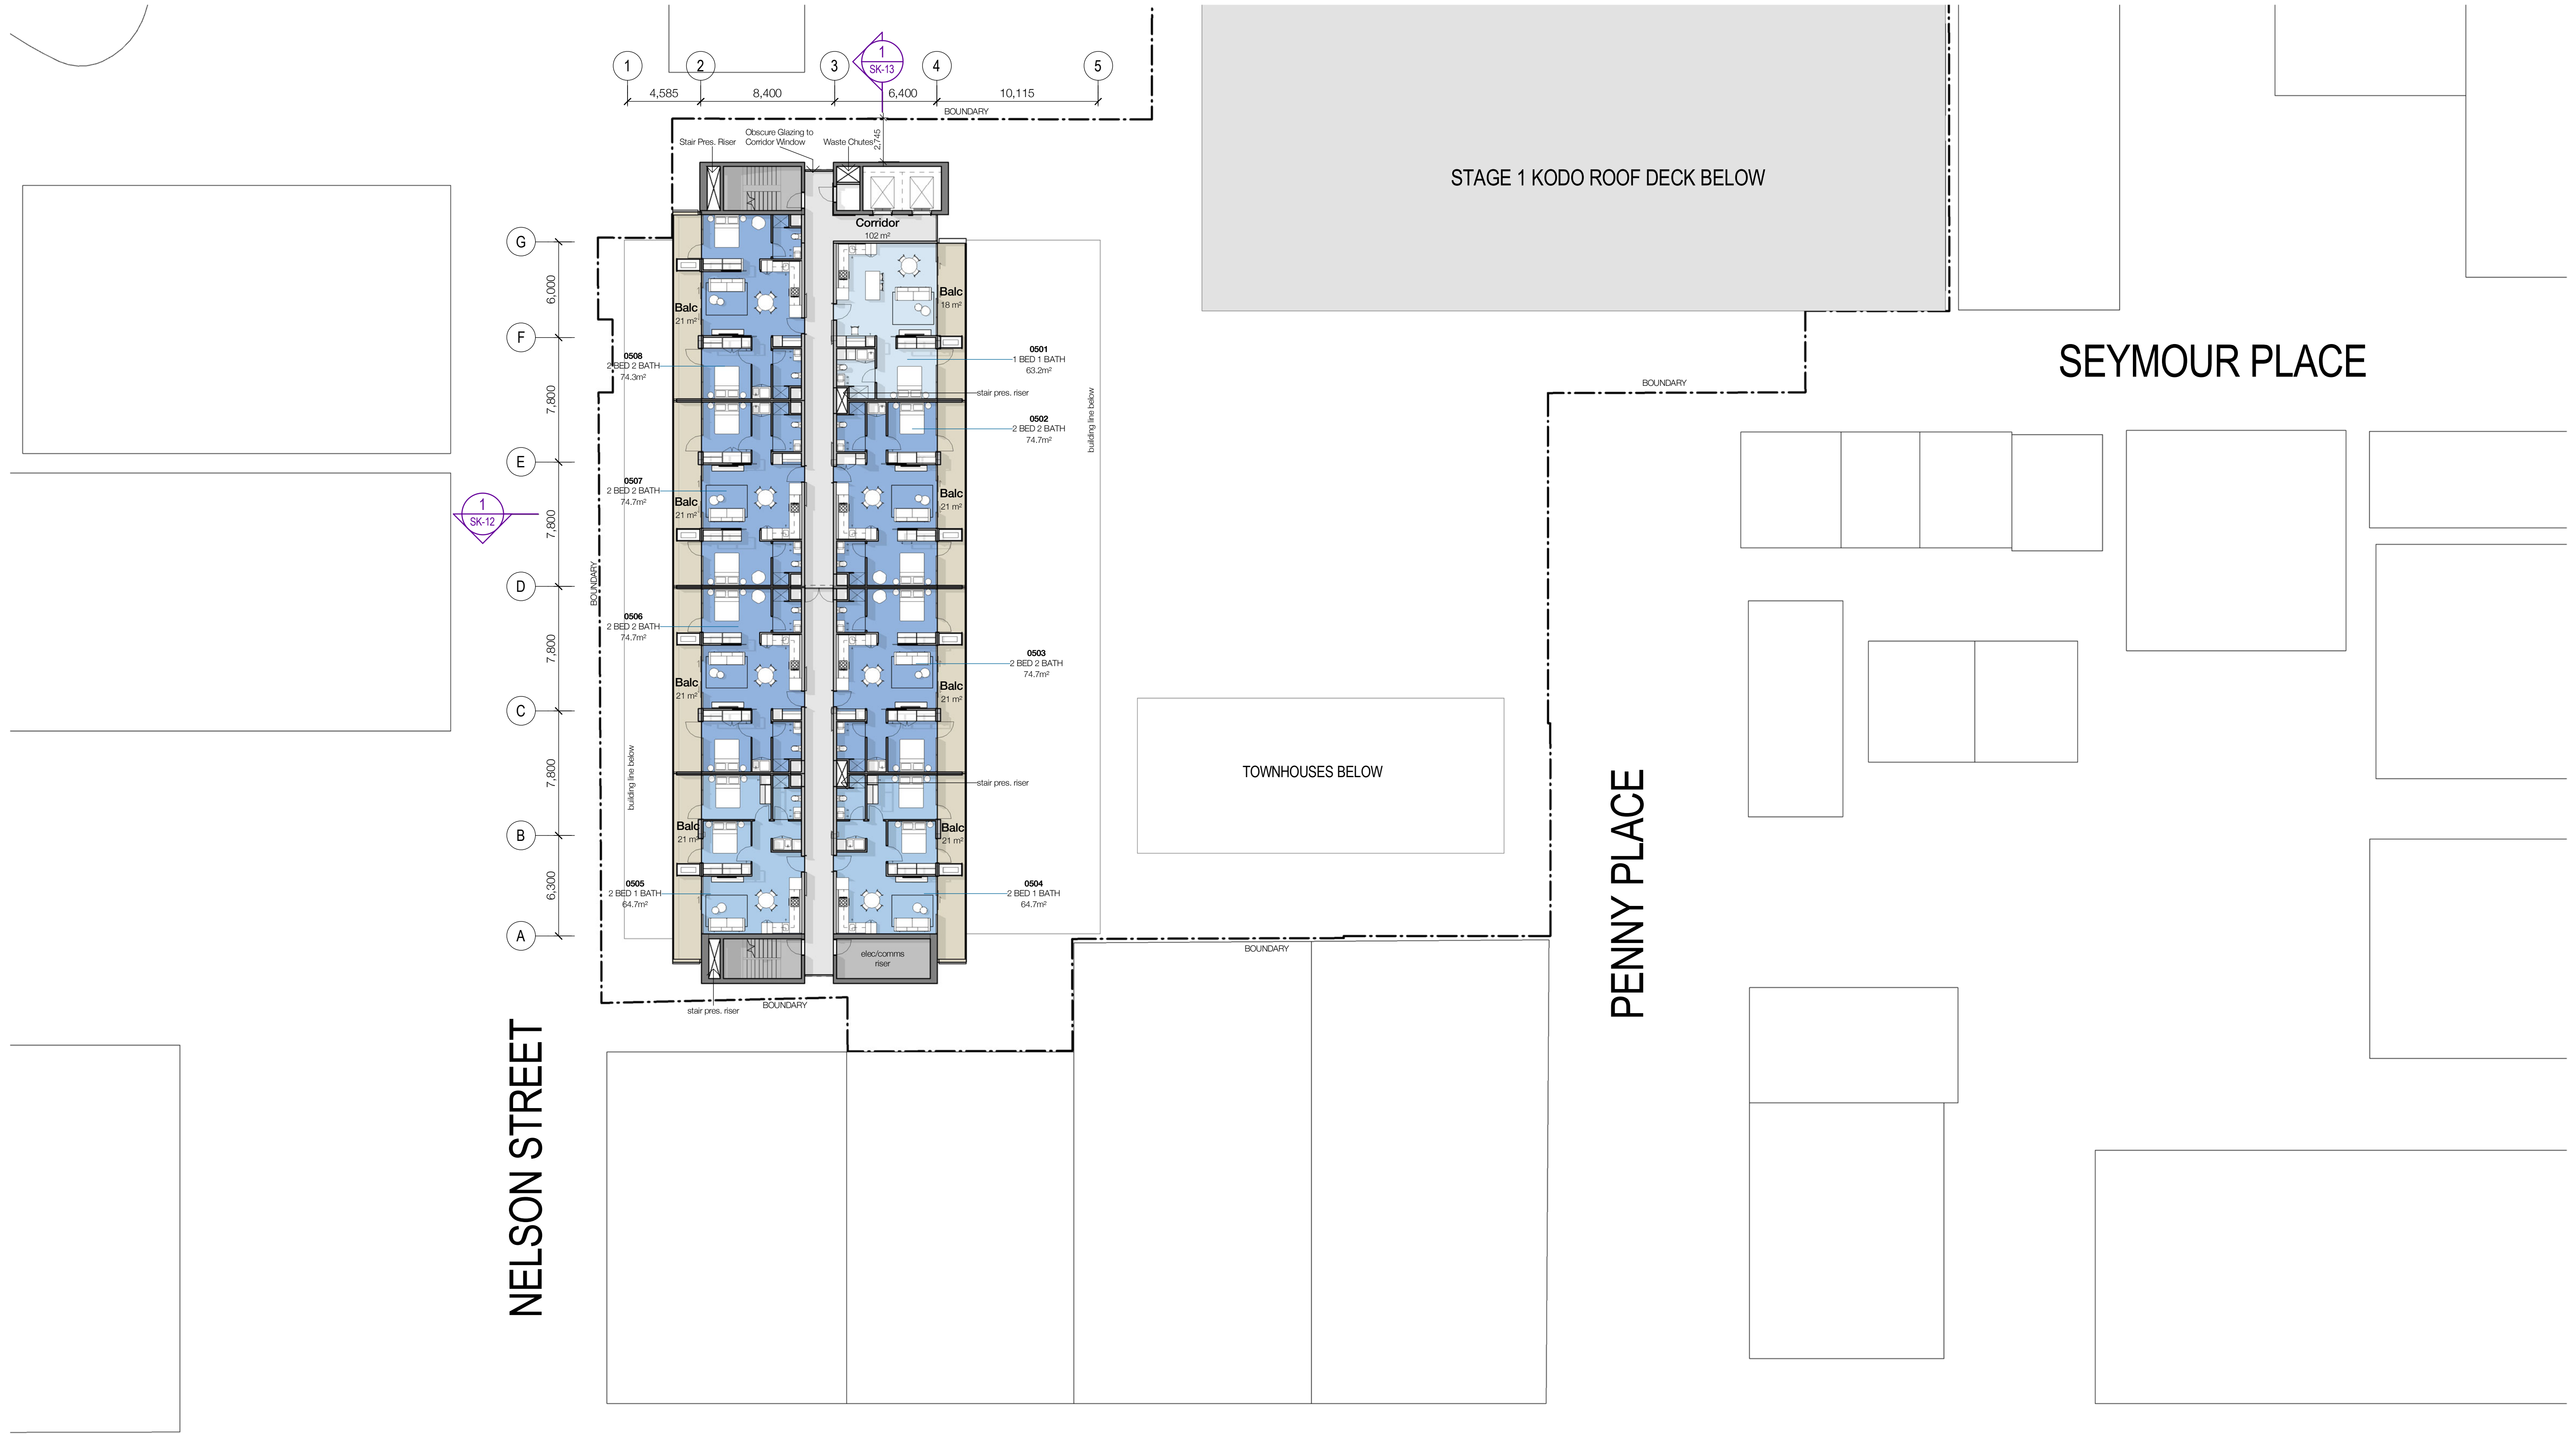 1
2
3
1
SK-13
4
5
4,585
8,400
6,400
10,115
BOUNDARY
2,745
Stair Pres. Riser
Obscure Glazing to
Corridor Window
Waste Chutes
STAGE 1 KODO ROOF DECK BELOW
Corridor
102 m²
G
6,000
F
7,800
E
7,800
D
7,800
C
7,800
B
6,300
A
1
SK-12
BOUNDARY
Balc
21 m²
Balc
18 m²
0508
2 BED 2 BATH
74.3m²
0501
1 BED 1 BATH
63.2m²
stair pres. riser
0502
2 BED 2 BATH
74.7m²
building line below
0507
2 BED 2 BATH
74.7m²
Balc
21 m²
Balc
21 m²
0506
2 BED 2 BATH
74.7m²
0503
2 BED 2 BATH
74.7m²
Balc
21 m²
Balc
21 m²
building line below
stair pres. riser
Balc
21 m²
Balc
21 m²
0505
2 BED 1 BATH
64.7m²
0504
2 BED 1 BATH
64.7m²
elec/comms
riser
stair pres. riser
BOUNDARY
BOUNDARY
BOUNDARY
TOWNHOUSES BELOW
SEYMOUR PLACE
PENNY PLACE
NELSON STREET